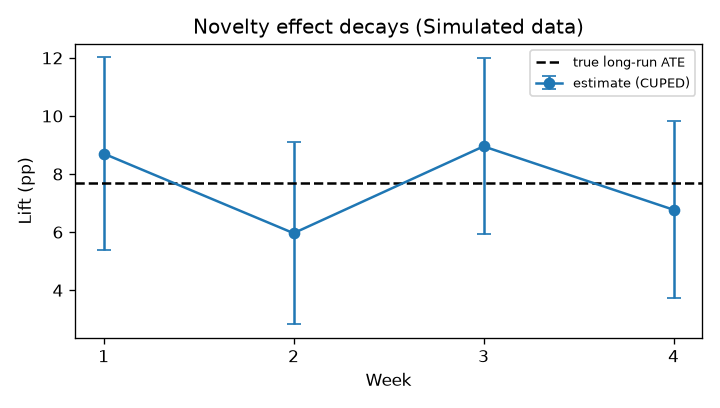 Novelty effect decays (Simulated data)
true long-run ATE
estimate (CUPED)
Lift (pp)
12
10
8
6
4
1 2 3 4
Week